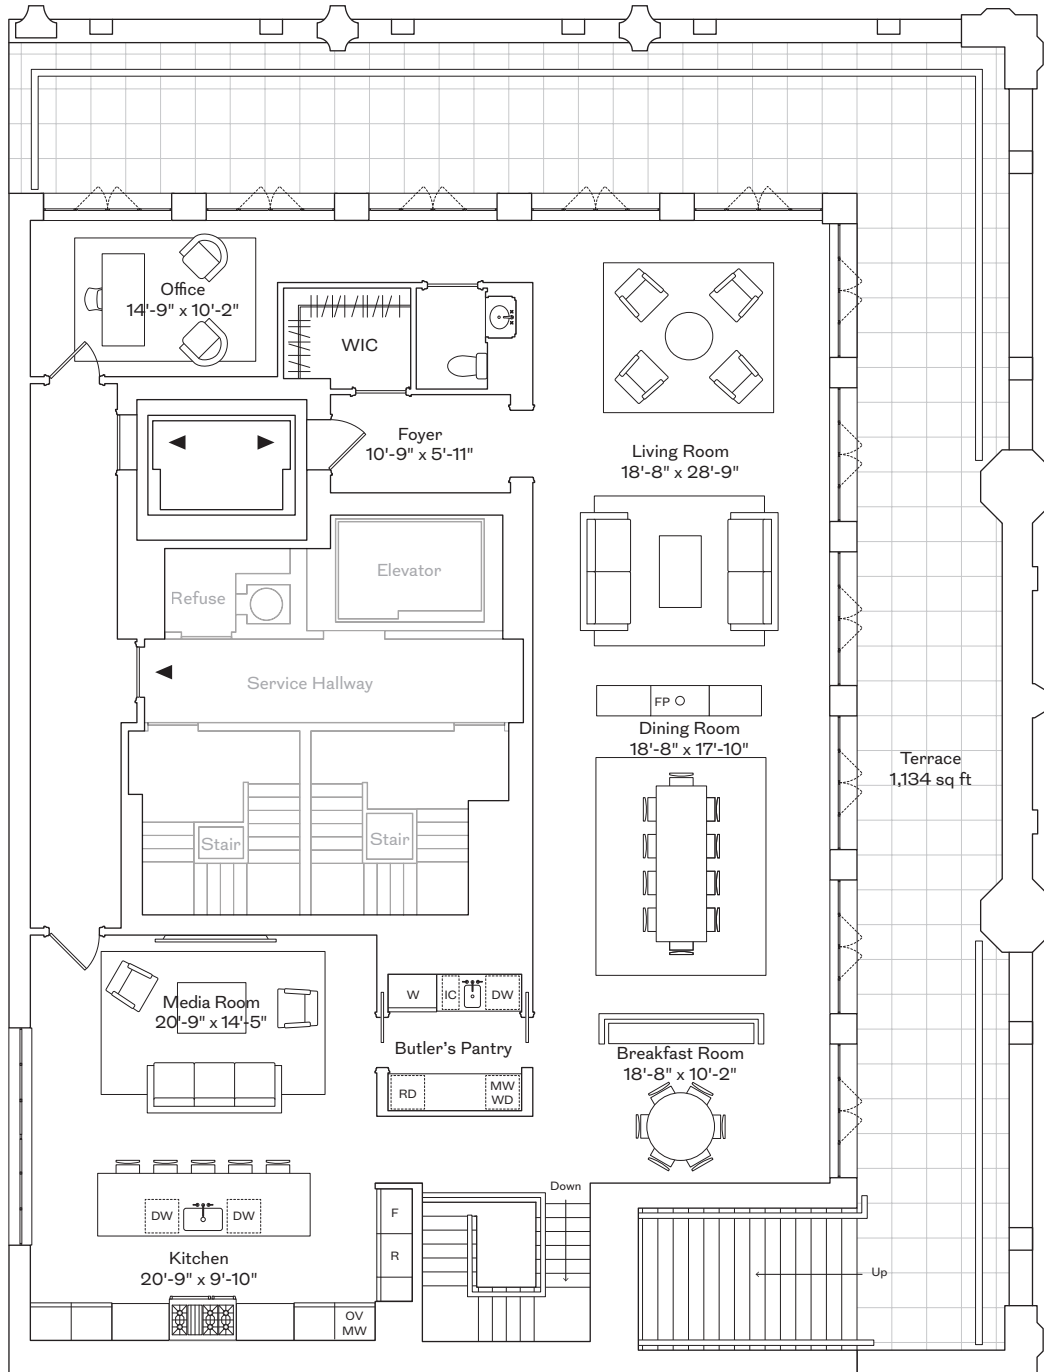 Office
14'-9" x 10'-2"
WIC
Foyer
10'-9" x 5'-11"
Living Room
18'-8" x 28'-9"
Elevator
Refuse
Service Hallway
FP
Dining Room
18'-8" x 17'-10"
Terrace
1,134 sq ft
Stair
Stair
W
IC
DW
Media Room
20'-9" x 14'-5"
Butler's Pantry
Breakfast Room
18'-8" x 10'-2"
RD
MW
WD
Down
DW
DW
F
R
Kitchen
20'-9" x 9'-10"
Up
OV
MW